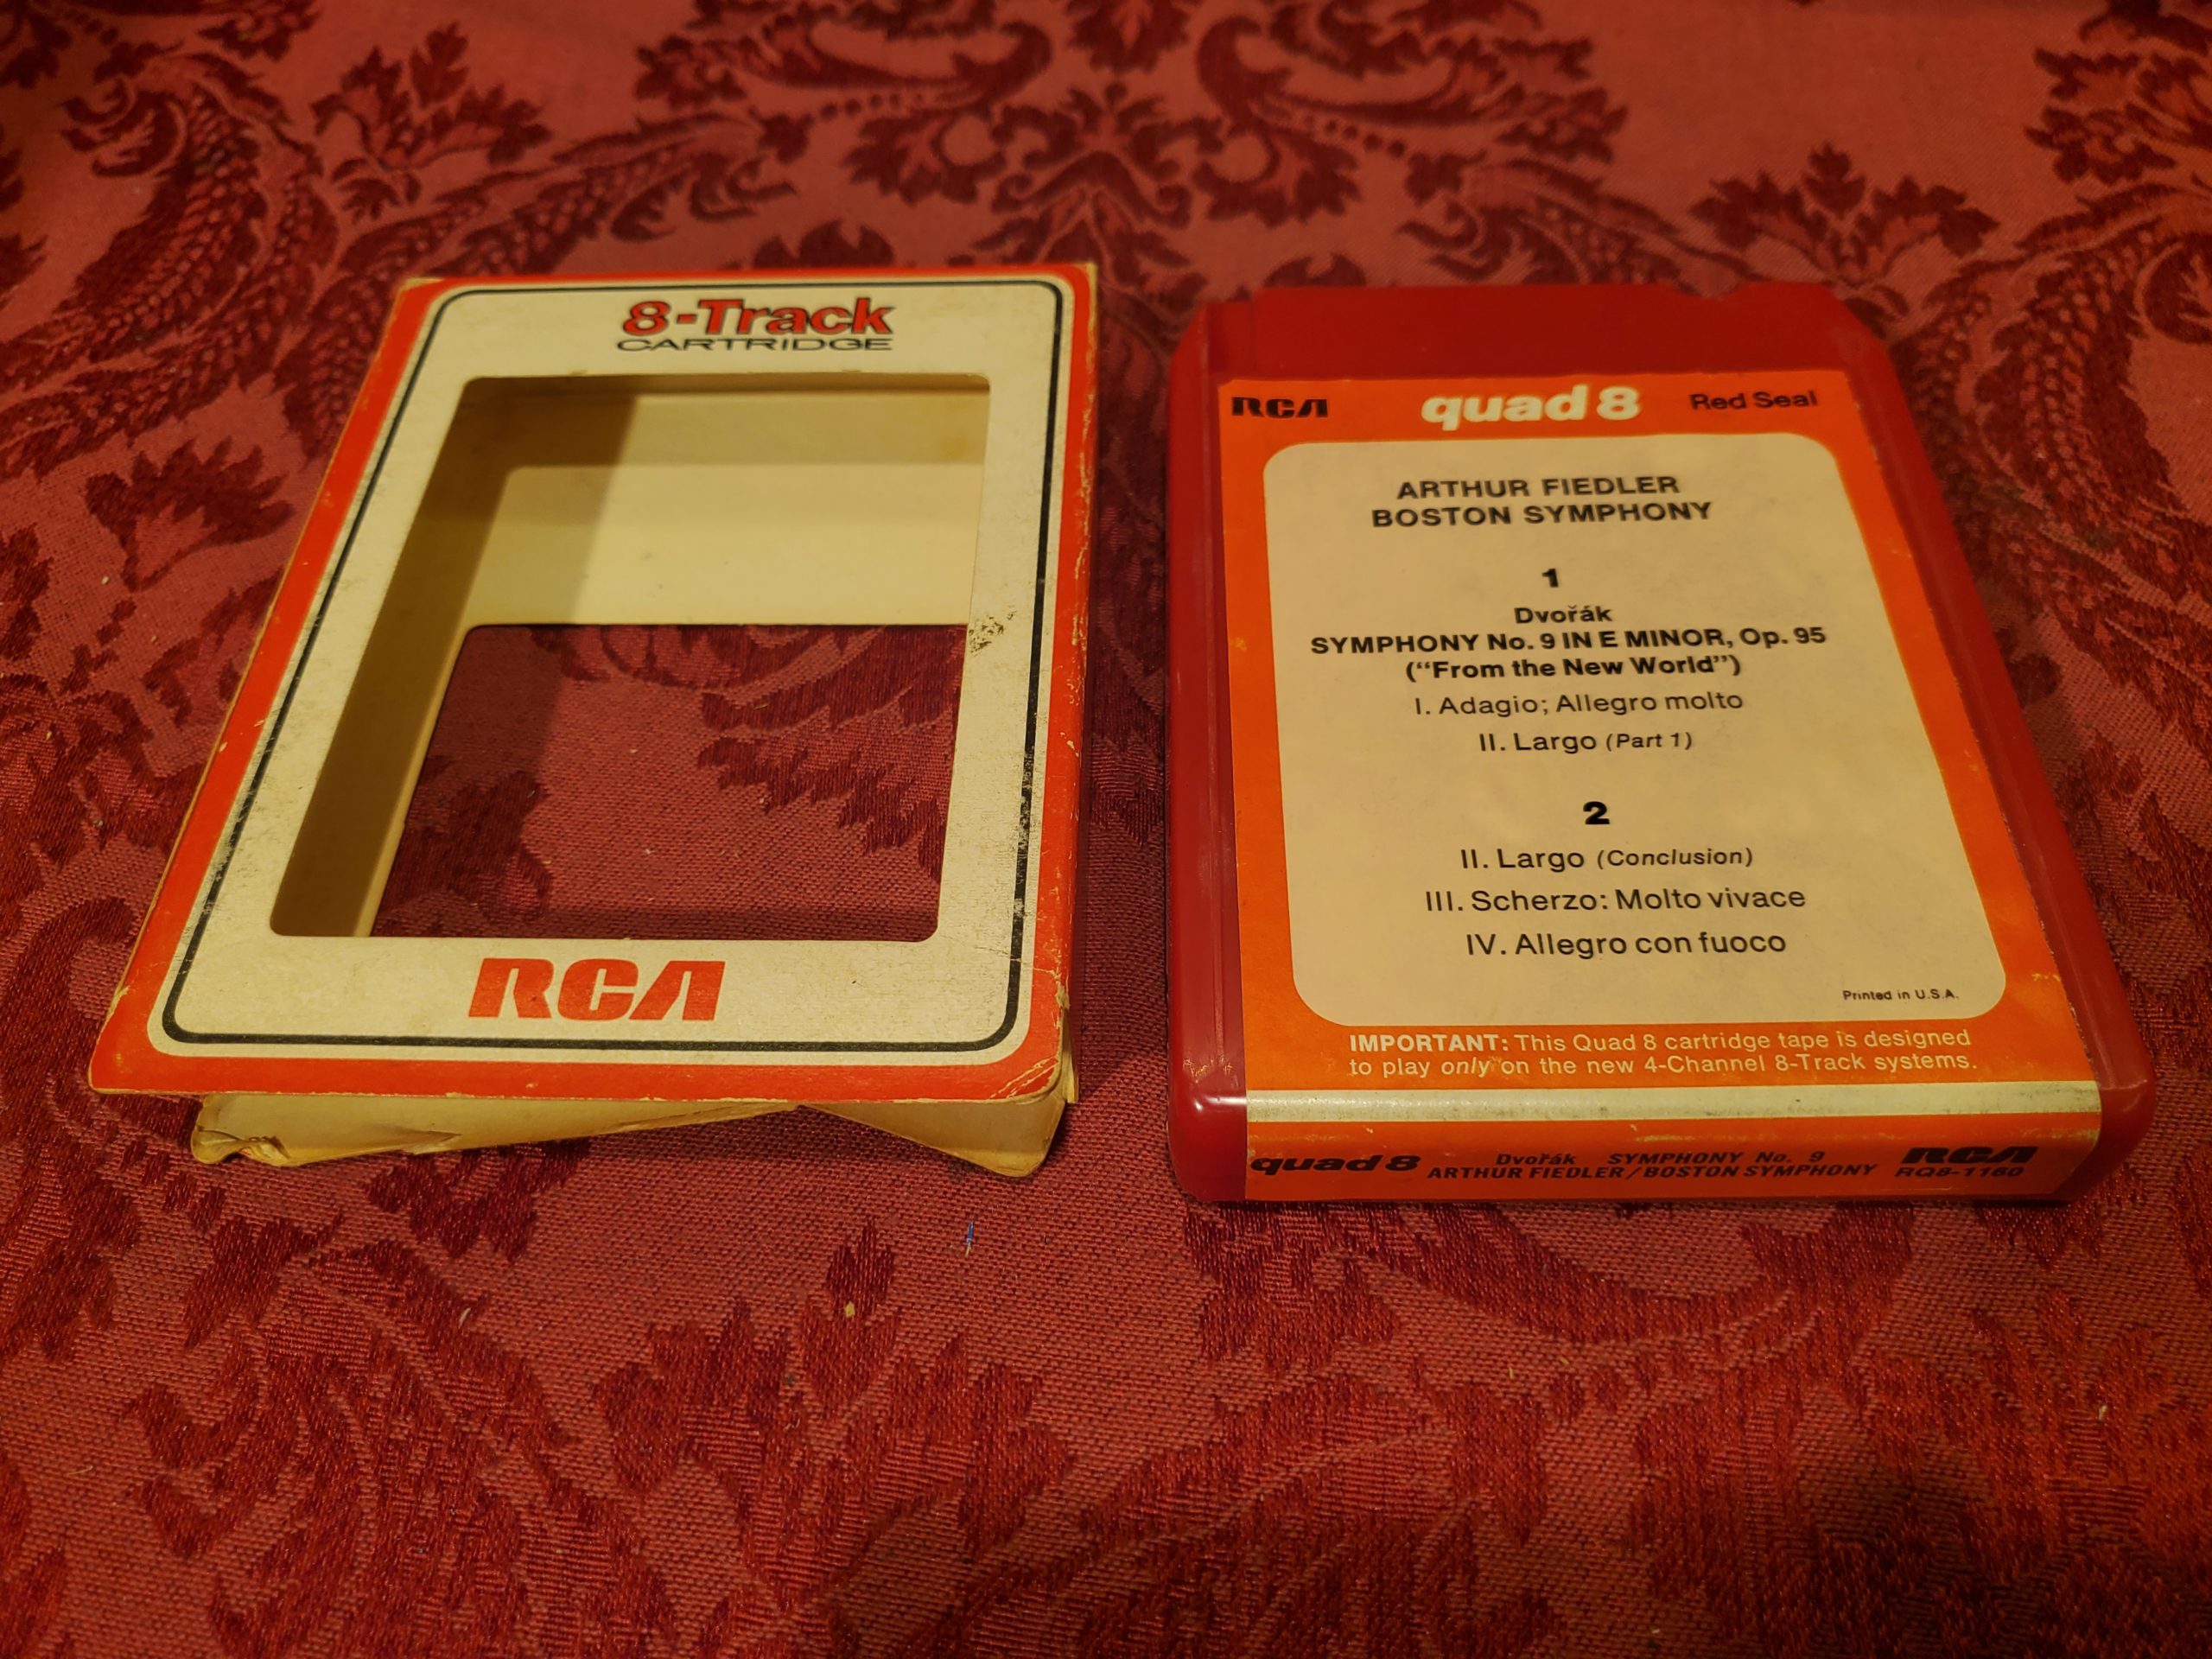 8-Track
CARTRIDGE
RCA
RCA quad 8 Red Seal
ARTHUR FIEDLER
BOSTON SYMPHONY
1
Dvořák
SYMPHONY No. 9 IN E MINOR, Op. 95
("From the New World")
I. Adagio; Allegro molto
II. Largo (Part 1)
2
II. Largo (Conclusion)
III. Scherzo: Molto vivace
IV. Allegro con fuoco
Printed in U.S.A.
IMPORTANT: This Quad 8 cartridge tape is designed
to play only on the new 4-Channel 8-Track systems.
quad 8 Dvořák SYMPHONY No. 9 RCA
ARTHUR FIEDLER / BOSTON SYMPHONY RQ8-1160